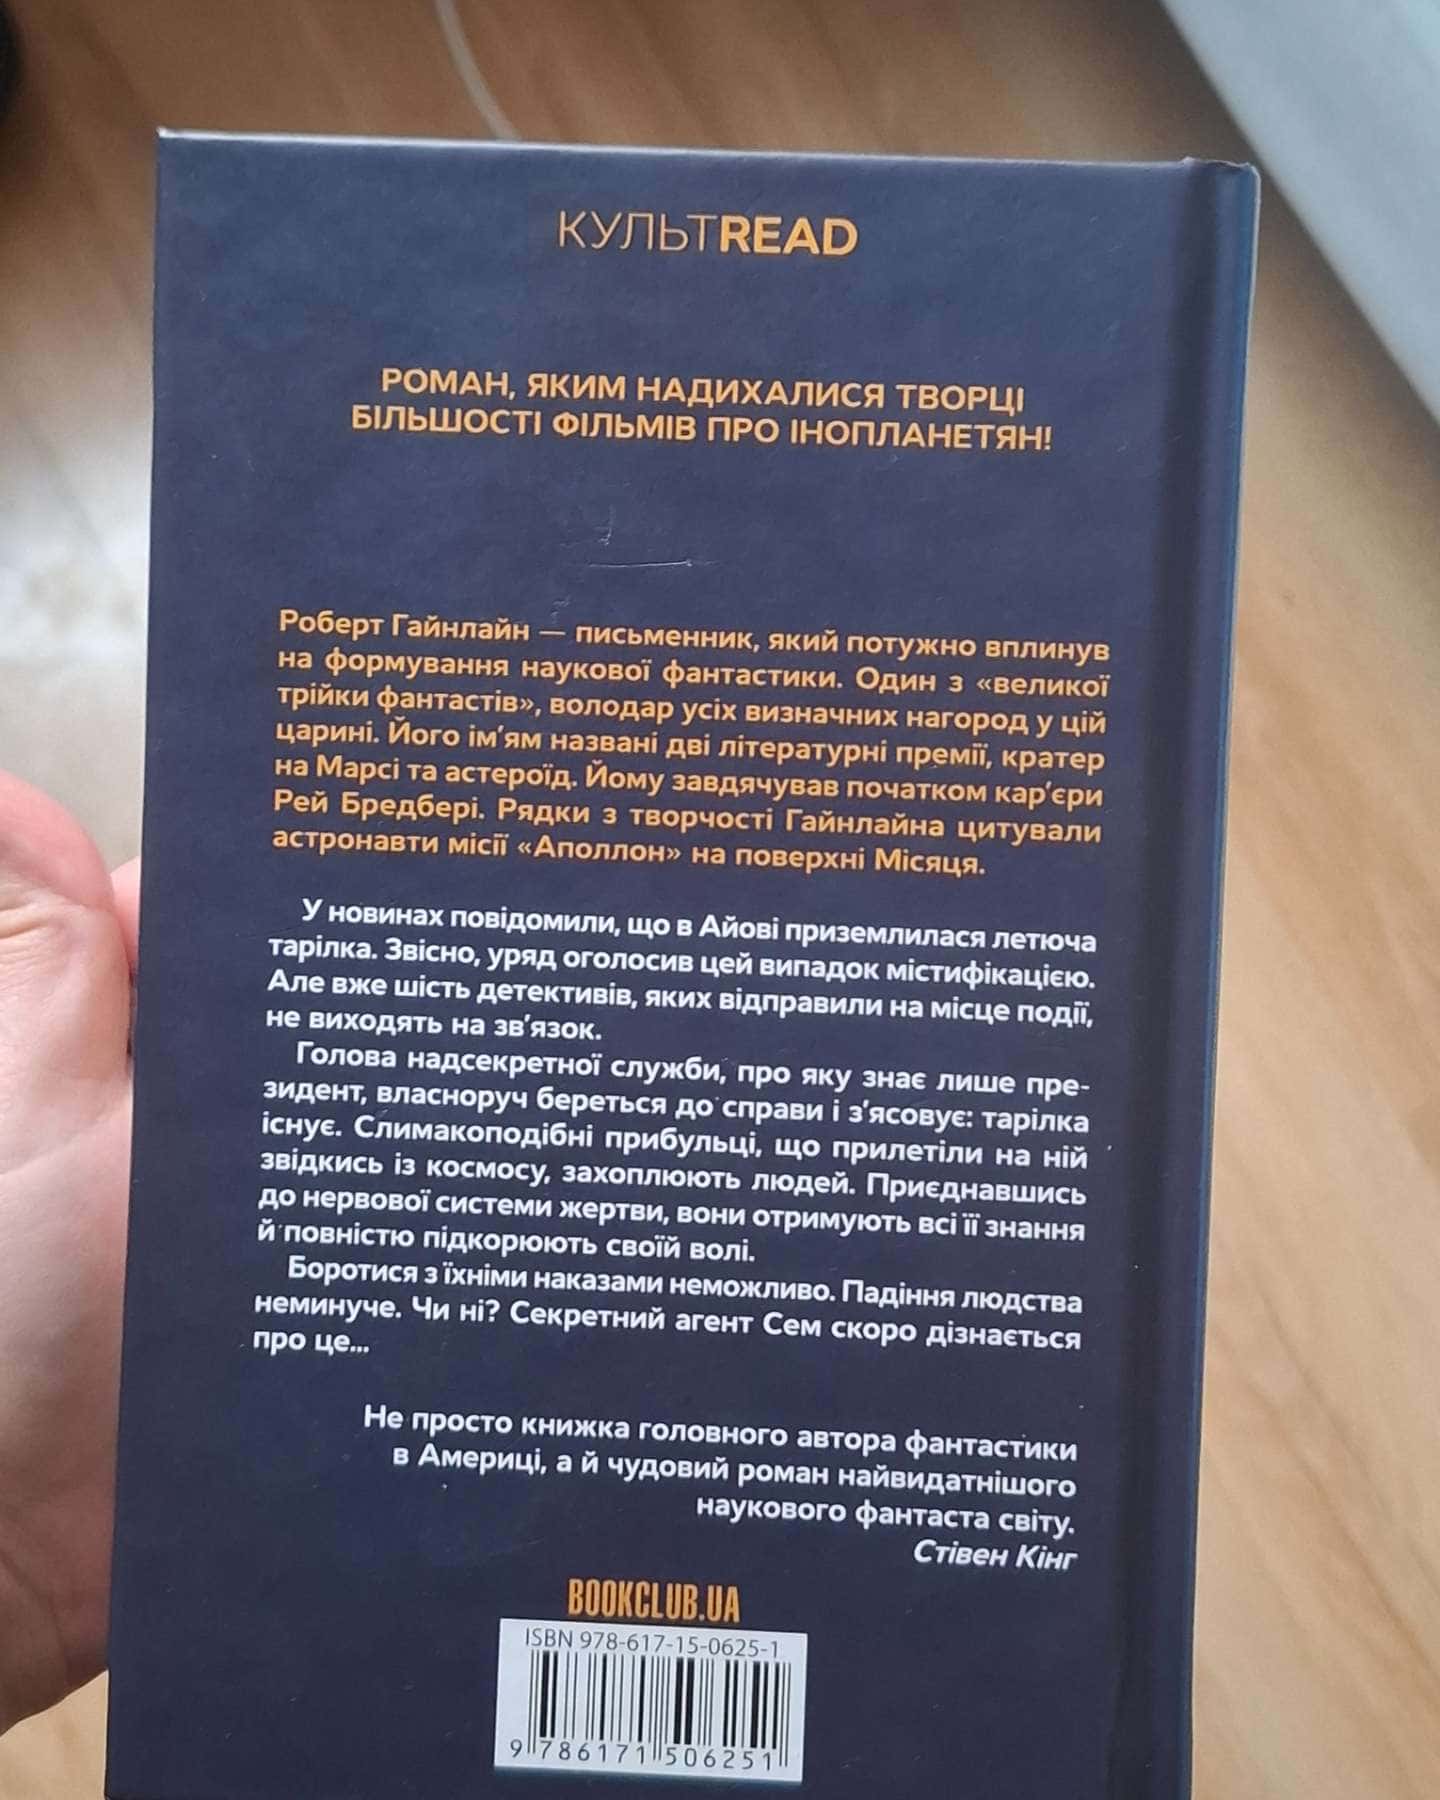 КУЛЬТREAD
РОМАН, ЯКИМ НАДИХАЛИСЯ ТВОРЦІ
БІЛЬШОСТІ ФІЛЬМІВ ПРО ІНОПЛАНЕТЯН!
Роберт Гайнлайн — письменник, який потужно вплинув
на формування наукової фантастики. Один з «великої
трійки фантастів», володар усіх визначних нагород у цій
царині. Його ім’ям названі дві літературні премії, кратер
на Марсі та астероїд. Йому завдячував початком кар’єри
Рей Бредбері. Рядки з творчості Гайнлайна цитували
астронавти місії «Аполлон» на поверхні Місяця.
У новинах повідомили, що в Айові приземлилася летюча
тарілка. Звісно, уряд оголосив цей випадок містифікацією.
Але вже шість детективів, яких відправили на місце події,
не виходять на зв’язок.
Голова надсекретної служби, про яку знає лише пре-
зидент, власноруч береться до справи і з’ясовує: тарілка
існує. Слимакоподібні прибульці, що прилетіли на ній
звідкись із космосу, захоплюють людей. Приєднавшись
до нервової системи жертви, вони отримують всі її знання
й повністю підкорюють своїй волі.
Боротися з їхніми наказами неможливо. Падіння людства
неминуче. Чи ні? Секретний агент Сем скоро дізнається
про це...
Не просто книжка головного автора фантастики
в Америці, а й чудовий роман найвидатнішого
наукового фантаста світу.
Стівен Кінг
BOOKCLUB.UA
ISBN 978-617-15-0625-1
9 786171 506251